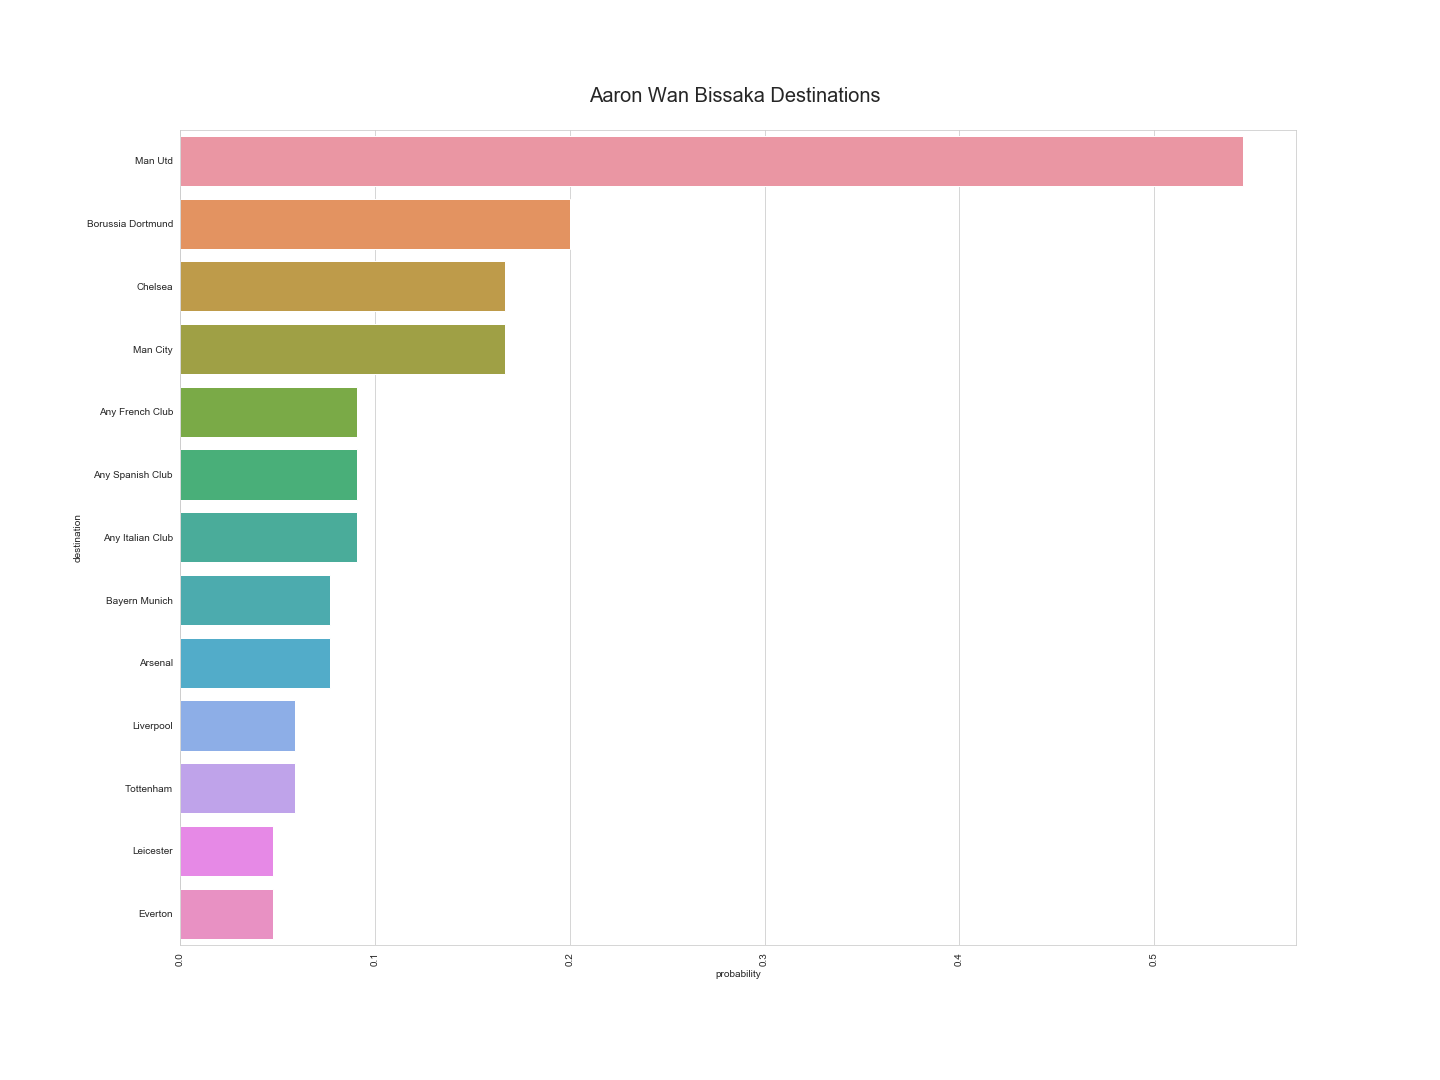 Aaron Wan Bissaka Destinations
Man Utd
Borussia Dortmund
Chelsea
Man City
Any French Club
Any Spanish Club
Any Italian Club
Bayern Munich
Arsenal
Liverpool
Tottenham
Leicester
Everton
destination
0.0
0.1
0.2
0.3
0.4
0.5
probability